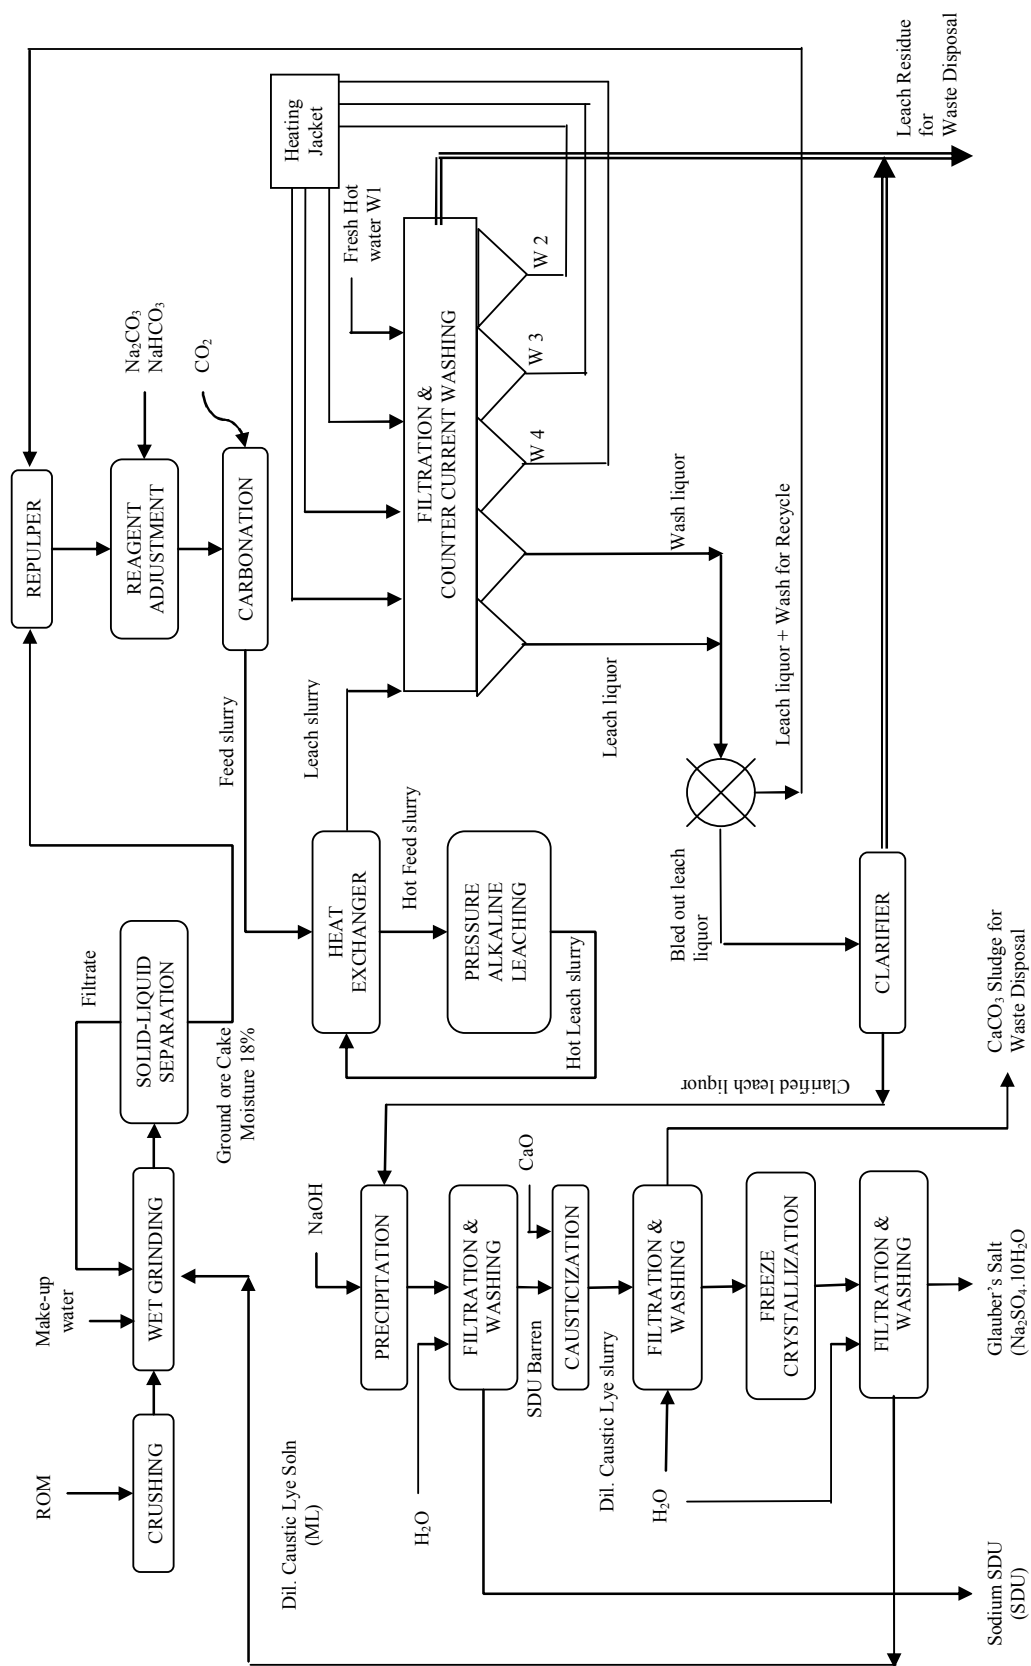 ROM
CRUSHING
Make-up
water
WET GRINDING
Filtrate
SOLID-LIQUID
SEPARATION
Ground ore Cake
Moisture 18%
REPULPER
Na₂CO₃
NaHCO₃
REAGENT
ADJUSTMENT
CO₂
CARBONATION
Feed slurry
Heating
Jacket
Fresh Hot
water W1
Leach slurry
HEAT
EXCHANGER
Hot Feed slurry
PRESSURE
ALKALINE
LEACHING
Hot Leach slurry
FILTRATION &
COUNTER CURRENT WASHING
W 4
W 3
W 2
Leach liquor
Wash liquor
Leach liquor + Wash for Recycle
Bled out leach
liquor
CLARIFIER
Clarified leach liquor
Leach Residue
for
Waste Disposal
Dil. Caustic Lye Soln
(ML)
NaOH
PRECIPITATION
H₂O
FILTRATION &
WASHING
SDU Barren
CaO
CAUSTICIZATION
Dil. Caustic Lye slurry
FILTRATION &
WASHING
H₂O
FREEZE
CRYSTALLIZATION
FILTRATION &
WASHING
CaCO₃ Sludge for
Waste Disposal
Sodium SDU
(SDU)
Glauber's Salt
(Na₂SO₄.10H₂O